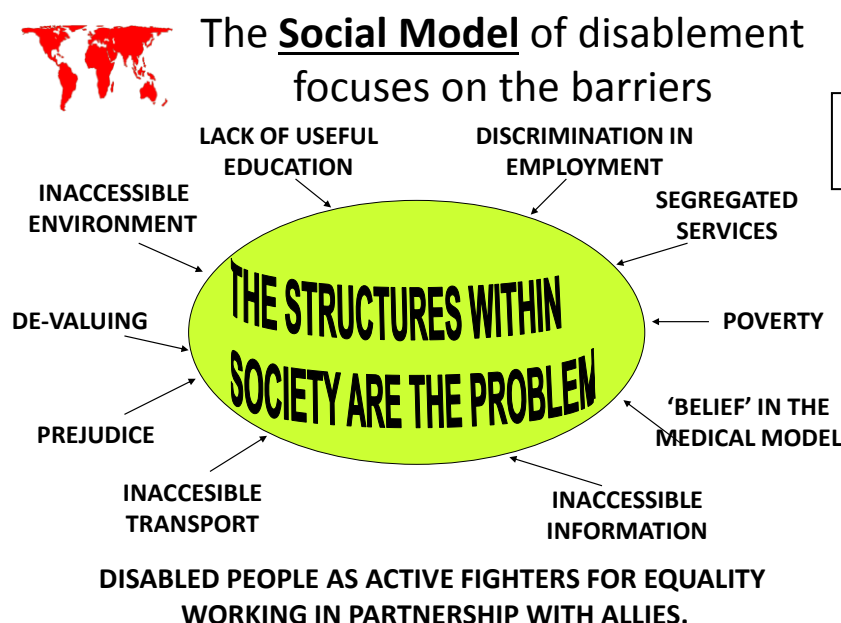 The Social Model of disablement
focuses on the barriers
LACK OF USEFUL
EDUCATION
DISCRIMINATION IN
EMPLOYMENT
INACCESSIBLE
ENVIRONMENT
SEGREGATED
SERVICES
THE STRUCTURES WITHIN
SOCIETY ARE THE PROBLEM
DE-VALUING
POVERTY
PREJUDICE
‘BELIEF’ IN THE
MEDICAL MODEL
INACCESIBLE
TRANSPORT
INACCESSIBLE
INFORMATION
DISABLED PEOPLE AS ACTIVE FIGHTERS FOR EQUALITY
WORKING IN PARTNERSHIP WITH ALLIES.